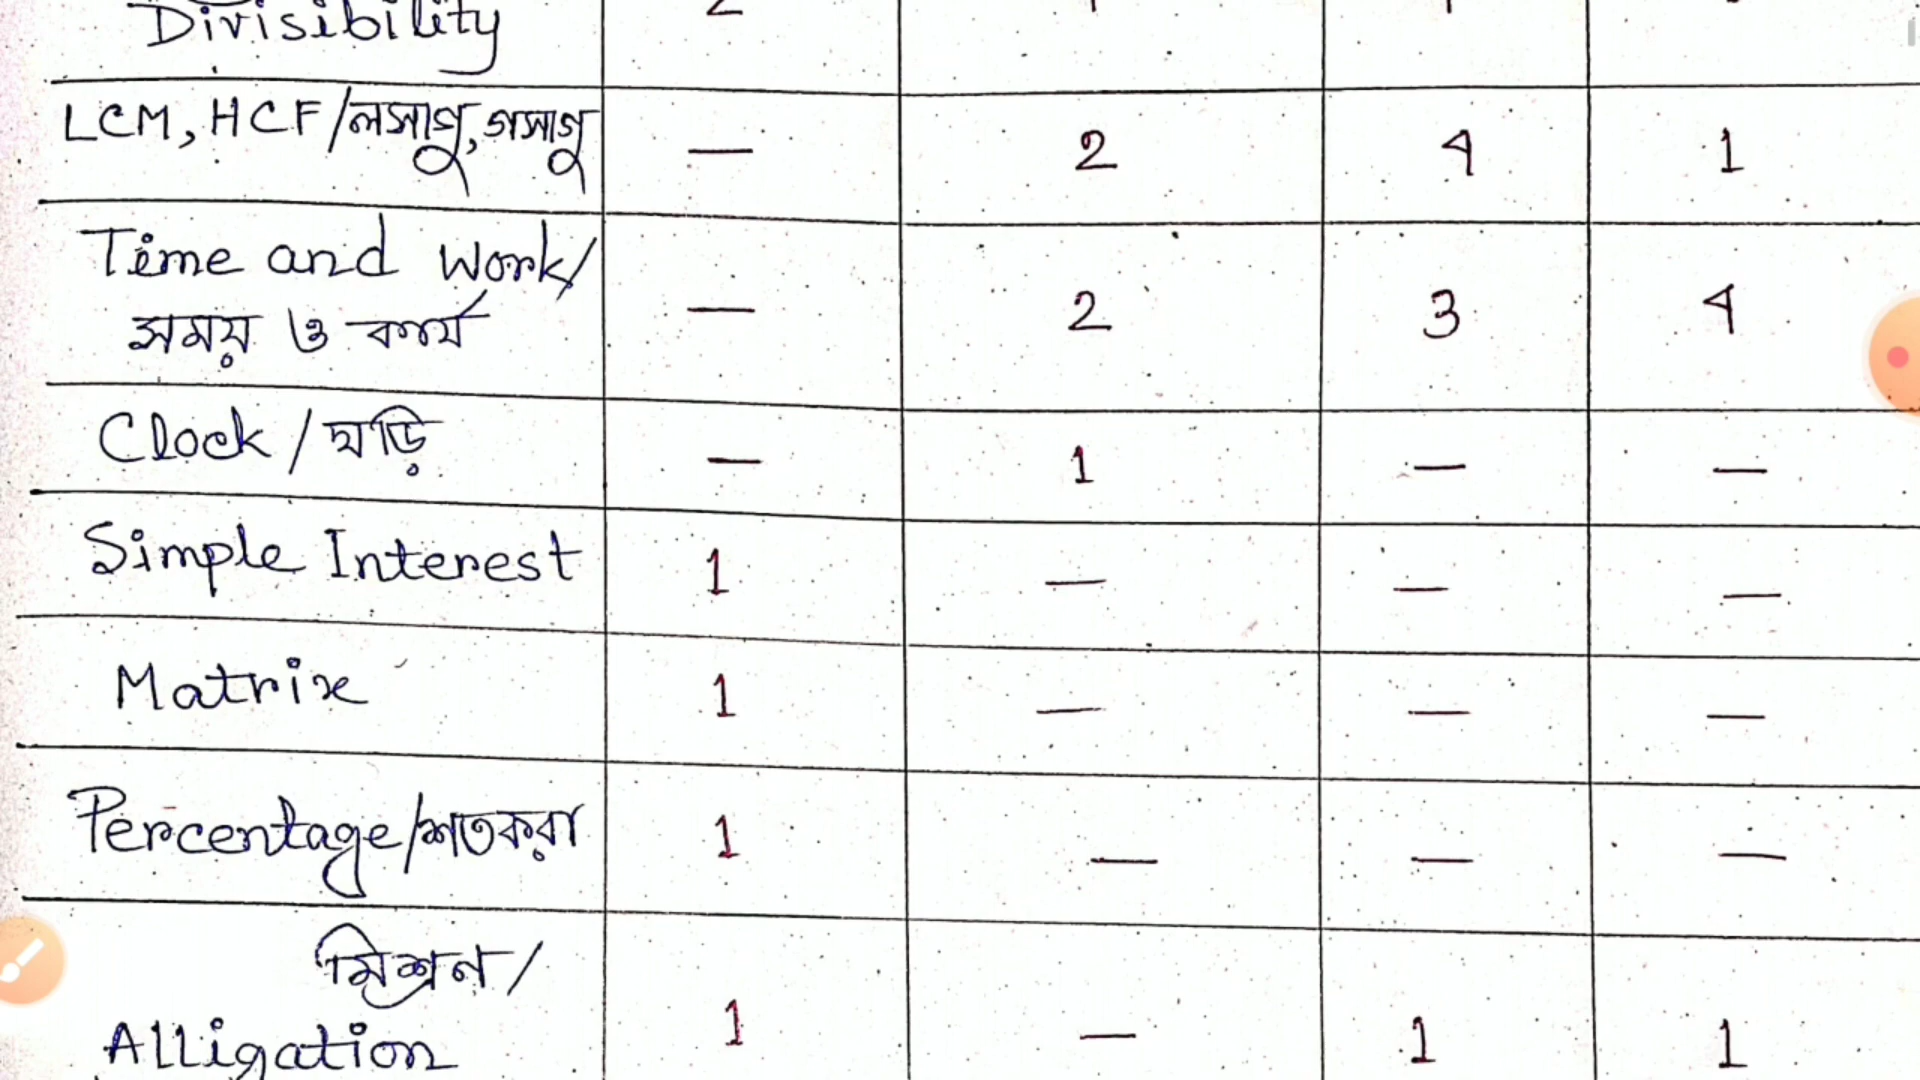 Divisibility
LCM, HCF/লসাগু,গসাগু — 2 4 1
Time and Work/
সময় ও কার্য — 2 3 4
Clock / ঘড়ি — 1 — —
Simple Interest 1 — — —
Matrix 1 — — —
Percentage/শতকরা 1 — — —
মিশ্রন /
Alligation 1 — 1 1